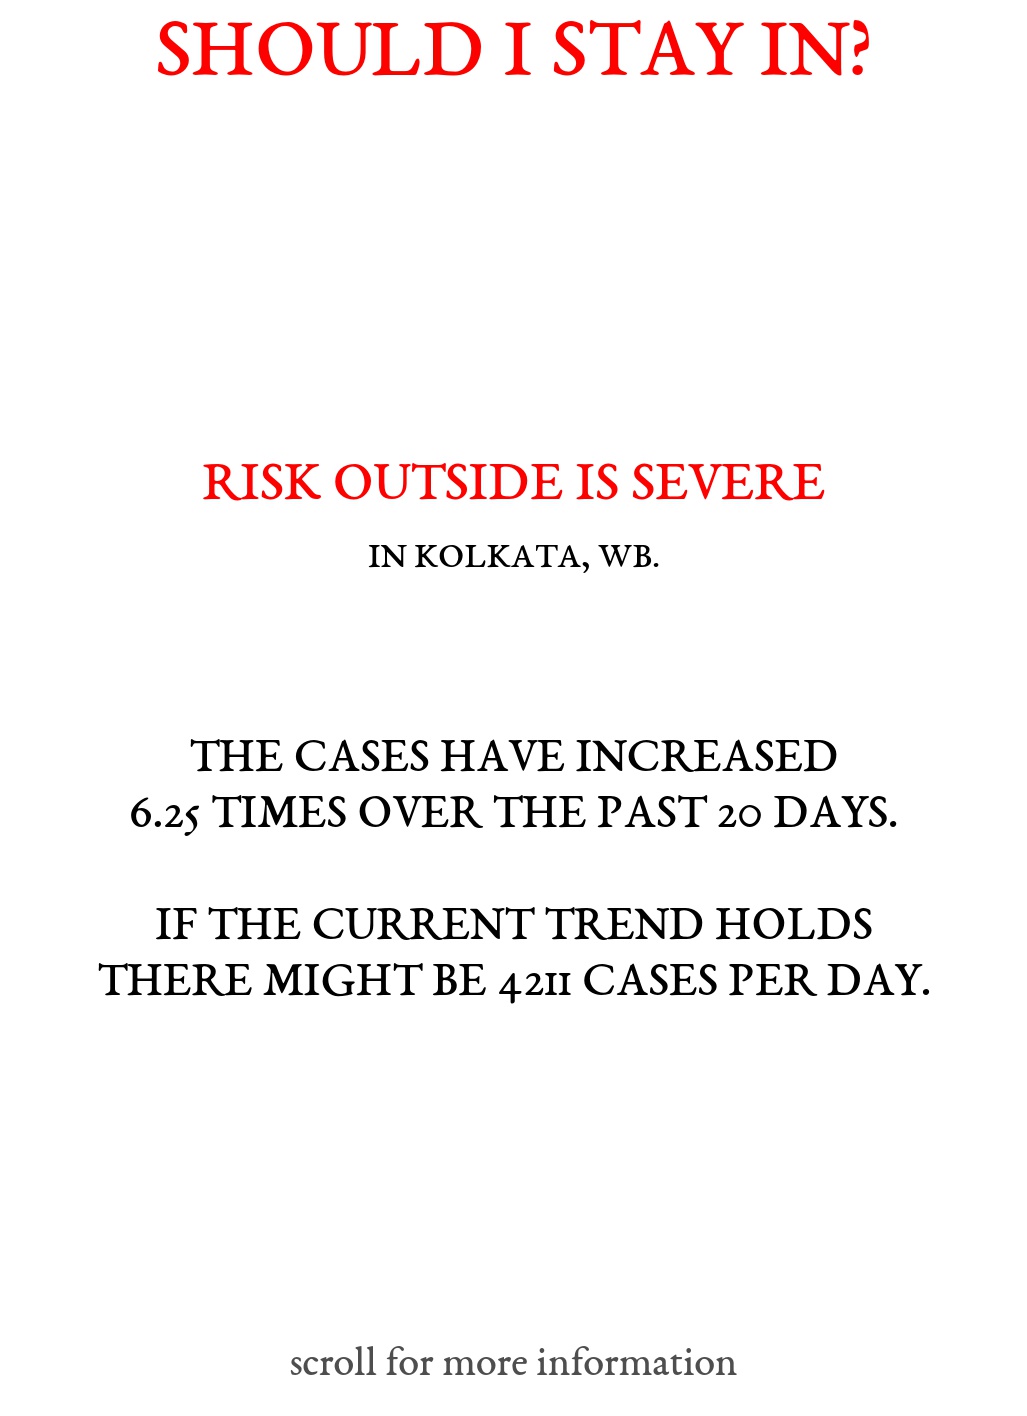 SHOULD I STAY IN?
RISK OUTSIDE IS SEVERE
IN KOLKATA, WB.
THE CASES HAVE INCREASED
6.25 TIMES OVER THE PAST 20 DAYS.
IF THE CURRENT TREND HOLDS
THERE MIGHT BE 4211 CASES PER DAY.
scroll for more information